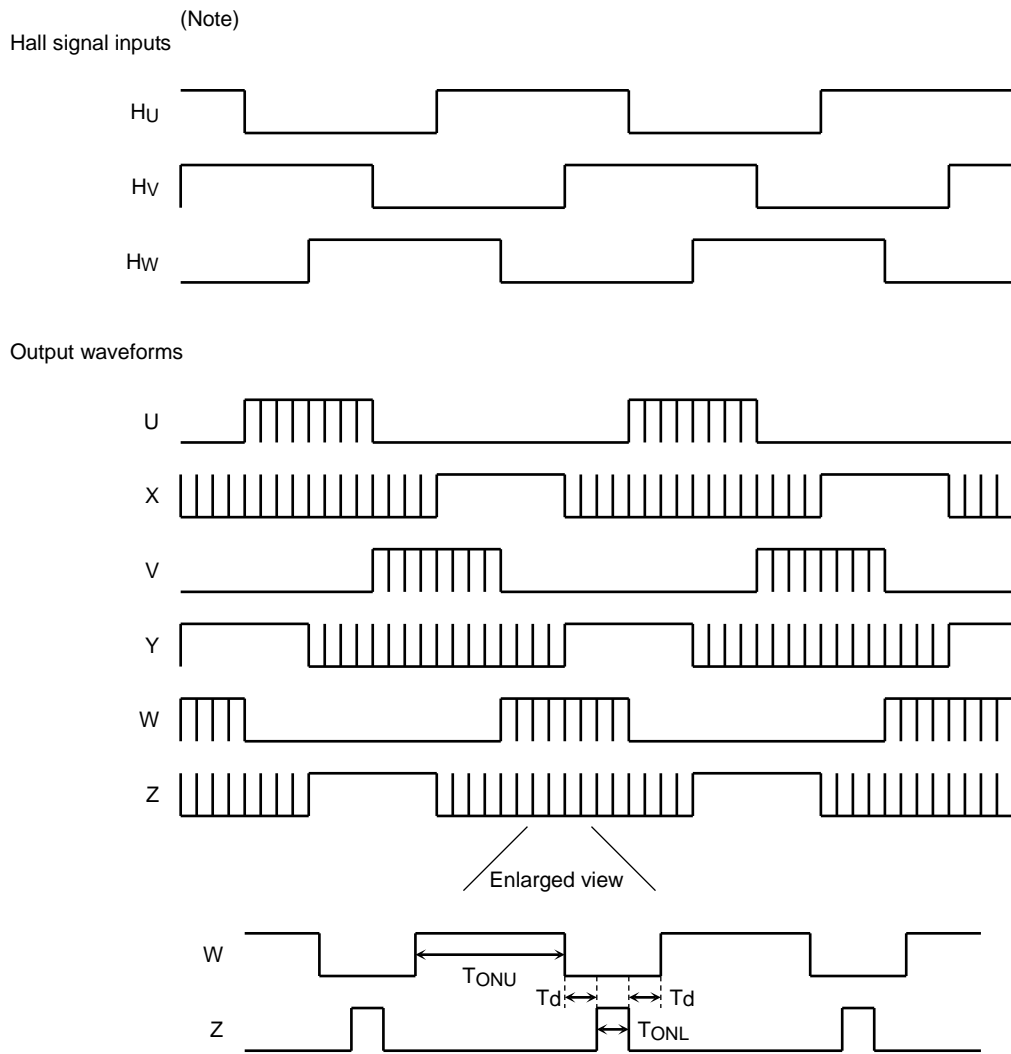 (Note)
Hall signal inputs
HU
HV
HW
Output waveforms
U
X
V
Y
W
Z
Enlarged view
W
TONU
Td Td
Z
TONL